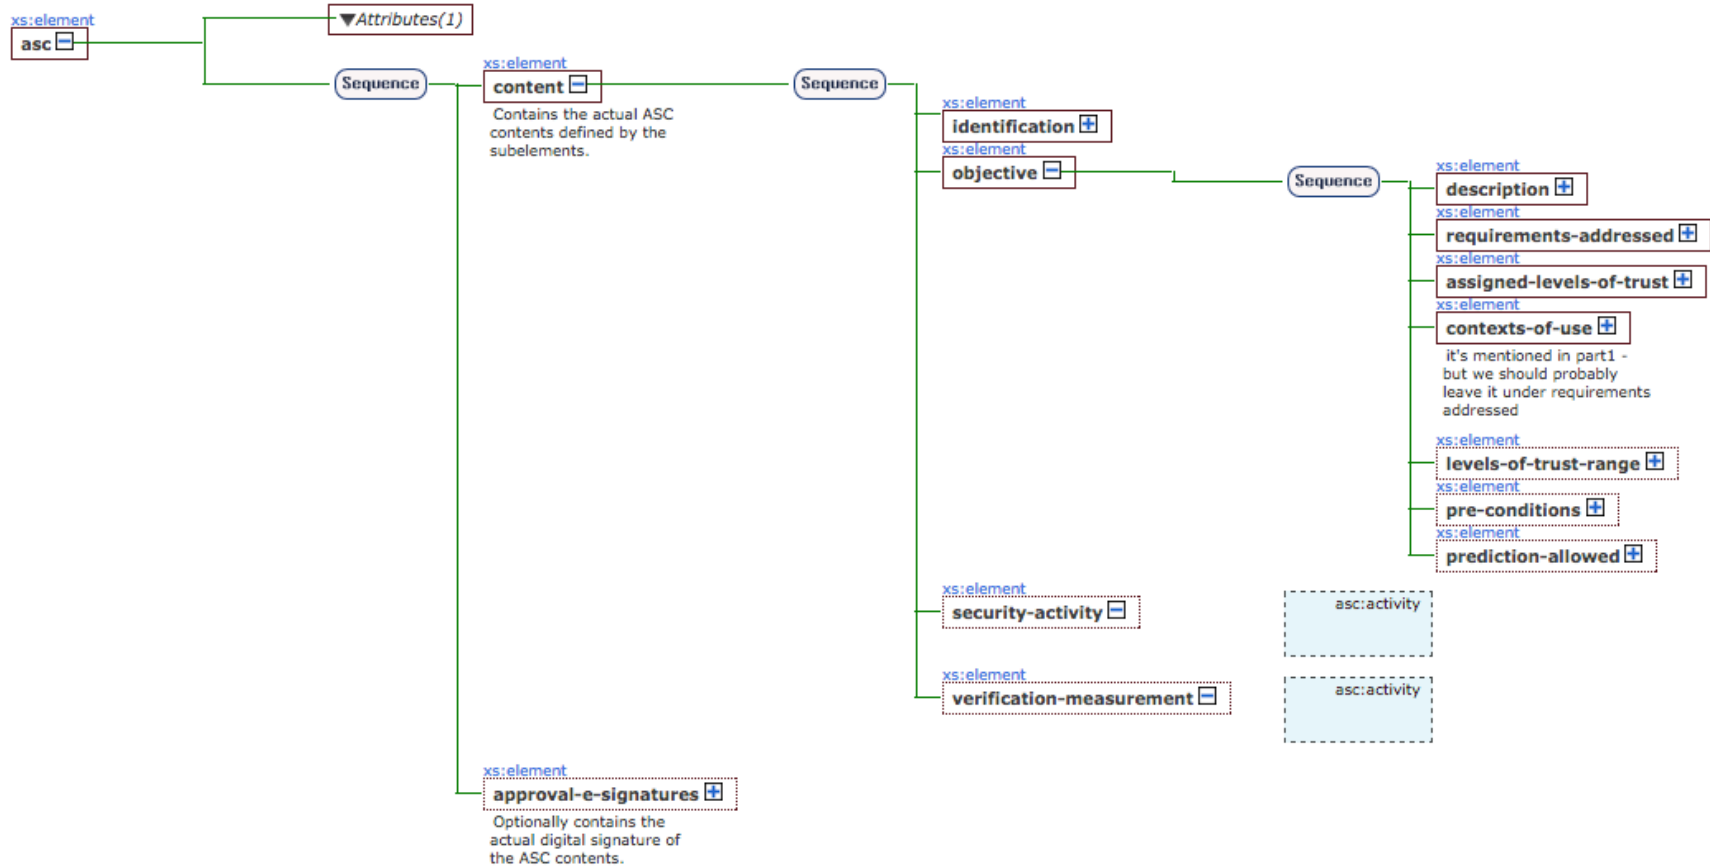 xs:element
asc
Attributes(1)
Sequence
xs:element
content
Contains the actual ASC
contents defined by the
subelements.
Sequence
xs:element
identification
xs:element
objective
Sequence
xs:element
description
xs:element
requirements-addressed
xs:element
assigned-levels-of-trust
xs:element
contexts-of-use
it's mentioned in part1 -
but we should probably
leave it under requirements
addressed
xs:element
levels-of-trust-range
xs:element
pre-conditions
xs:element
prediction-allowed
xs:element
security-activity
asc:activity
xs:element
verification-measurement
asc:activity
xs:element
approval-e-signatures
Optionally contains the
actual digital signature of
the ASC contents.